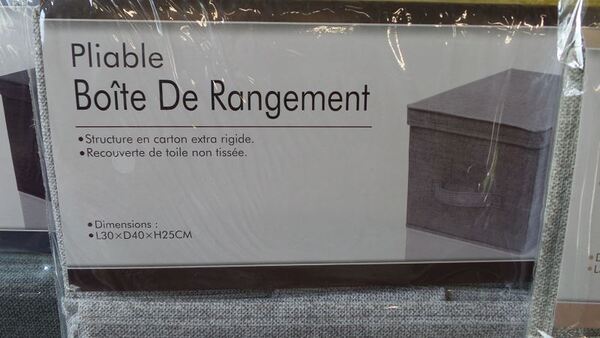 Pliable
Boîte De Rangement
•Structure en carton extra rigide.
•Recouverte de toile non tissée.
•Dimensions :
•L30×D40×H25CM